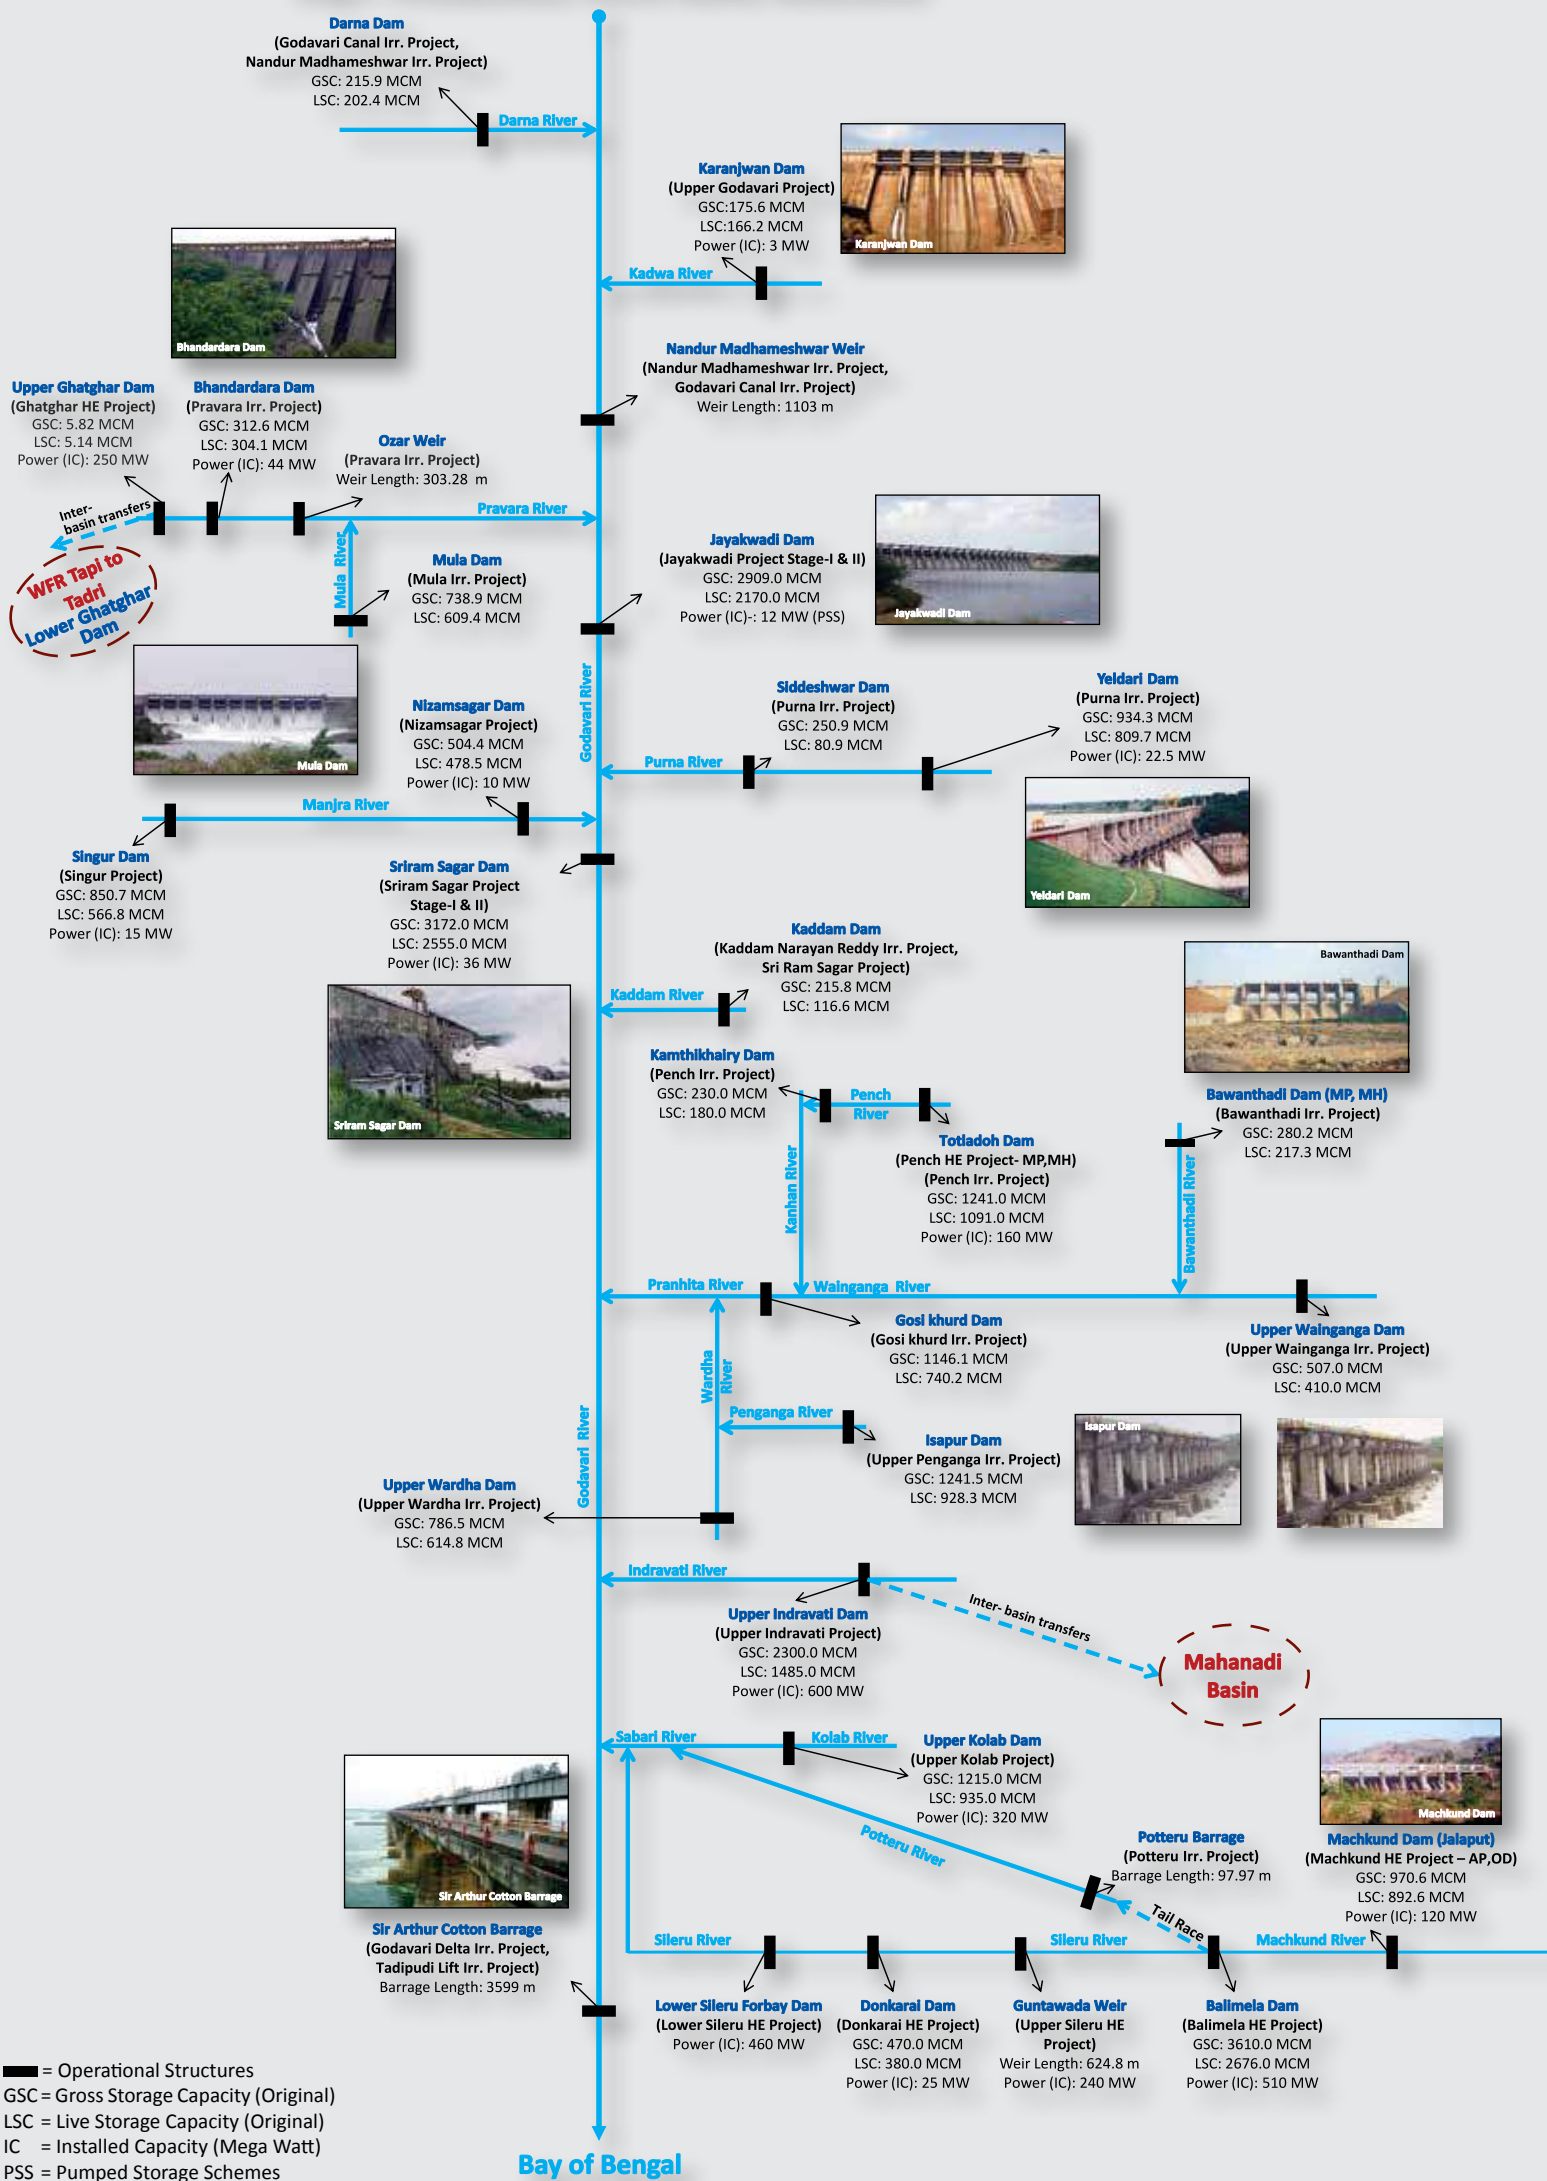 Darna Dam
(Godavari Canal Irr. Project,
Nandur Madhameshwar Irr. Project)
GSC: 215.9 MCM
LSC: 202.4 MCM
Darna River
Karanjwan Dam
(Upper Godavari Project)
GSC:175.6 MCM
LSC:166.2 MCM
Power (IC): 3 MW
Karanjwan Dam
Kadwa River
Bhandardara Dam
Nandur Madhameshwar Weir
(Nandur Madhameshwar Irr. Project,
Godavari Canal Irr. Project)
Weir Length: 1103 m
Upper Ghatghar Dam
(Ghatghar HE Project)
GSC: 5.82 MCM
LSC: 5.14 MCM
Power (IC): 250 MW
Bhandardara Dam
(Pravara Irr. Project)
GSC: 312.6 MCM
LSC: 304.1 MCM
Power (IC): 44 MW
Ozar Weir
(Pravara Irr. Project)
Weir Length: 303.28 m
Inter-
basin transfers
Pravara River
WFR Tapi to
Tadri
Lower Ghatghar
Dam
Mula River
Mula Dam
(Mula Irr. Project)
GSC: 738.9 MCM
LSC: 609.4 MCM
Jayakwadi Dam
(Jayakwadi Project Stage-I & II)
GSC: 2909.0 MCM
LSC: 2170.0 MCM
Power (IC)-: 12 MW (PSS)
Jayakwadi Dam
Mula Dam
Godavari River
Nizamsagar Dam
(Nizamsagar Project)
GSC: 504.4 MCM
LSC: 478.5 MCM
Power (IC): 10 MW
Siddeshwar Dam
(Purna Irr. Project)
GSC: 250.9 MCM
LSC: 80.9 MCM
Yeldari Dam
(Purna Irr. Project)
GSC: 934.3 MCM
LSC: 809.7 MCM
Power (IC): 22.5 MW
Purna River
Yeldari Dam
Manjra River
Singur Dam
(Singur Project)
GSC: 850.7 MCM
LSC: 566.8 MCM
Power (IC): 15 MW
Sriram Sagar Dam
(Sriram Sagar Project
Stage-I & II)
GSC: 3172.0 MCM
LSC: 2555.0 MCM
Power (IC): 36 MW
Sriram Sagar Dam
Kaddam Dam
(Kaddam Narayan Reddy Irr. Project,
Sri Ram Sagar Project)
GSC: 215.8 MCM
LSC: 116.6 MCM
Kaddam River
Bawanthadi Dam
Kamthikhairy Dam
(Pench Irr. Project)
GSC: 230.0 MCM
LSC: 180.0 MCM
Pench
River
Totladoh Dam
(Pench HE Project- MP,MH)
(Pench Irr. Project)
GSC: 1241.0 MCM
LSC: 1091.0 MCM
Power (IC): 160 MW
Bawanthadi Dam (MP, MH)
(Bawanthadi Irr. Project)
GSC: 280.2 MCM
LSC: 217.3 MCM
Kanhan River
Bawanthadi River
Pranhita River
Wainganga River
Gosi khurd Dam
(Gosi khurd Irr. Project)
GSC: 1146.1 MCM
LSC: 740.2 MCM
Upper Wainganga Dam
(Upper Wainganga Irr. Project)
GSC: 507.0 MCM
LSC: 410.0 MCM
Wardha
River
Penganga River
Isapur Dam
(Upper Penganga Irr. Project)
GSC: 1241.5 MCM
LSC: 928.3 MCM
Isapur Dam
Godavari River
Upper Wardha Dam
(Upper Wardha Irr. Project)
GSC: 786.5 MCM
LSC: 614.8 MCM
Indravati River
Upper Indravati Dam
(Upper Indravati Project)
GSC: 2300.0 MCM
LSC: 1485.0 MCM
Power (IC): 600 MW
Inter- basin transfers
Mahanadi
Basin
Sabari River
Kolab River
Upper Kolab Dam
(Upper Kolab Project)
GSC: 1215.0 MCM
LSC: 935.0 MCM
Power (IC): 320 MW
Potteru River
Machkund Dam
Potteru Barrage
(Potteru Irr. Project)
Barrage Length: 97.97 m
Machkund Dam (Jalaput)
(Machkund HE Project – AP,OD)
GSC: 970.6 MCM
LSC: 892.6 MCM
Power (IC): 120 MW
Sir Arthur Cotton Barrage
Sir Arthur Cotton Barrage
(Godavari Delta Irr. Project,
Tadipudi Lift Irr. Project)
Barrage Length: 3599 m
Tail Race
Sileru River
Sileru River
Machkund River
Lower Sileru Forbay Dam
(Lower Sileru HE Project)
Power (IC): 460 MW
Donkarai Dam
(Donkarai HE Project)
GSC: 470.0 MCM
LSC: 380.0 MCM
Power (IC): 25 MW
Guntawada Weir
(Upper Sileru HE
Project)
Weir Length: 624.8 m
Power (IC): 240 MW
Balimela Dam
(Balimela HE Project)
GSC: 3610.0 MCM
LSC: 2676.0 MCM
Power (IC): 510 MW
= Operational Structures
GSC = Gross Storage Capacity (Original)
LSC = Live Storage Capacity (Original)
IC = Installed Capacity (Mega Watt)
PSS = Pumped Storage Schemes
Bay of Bengal